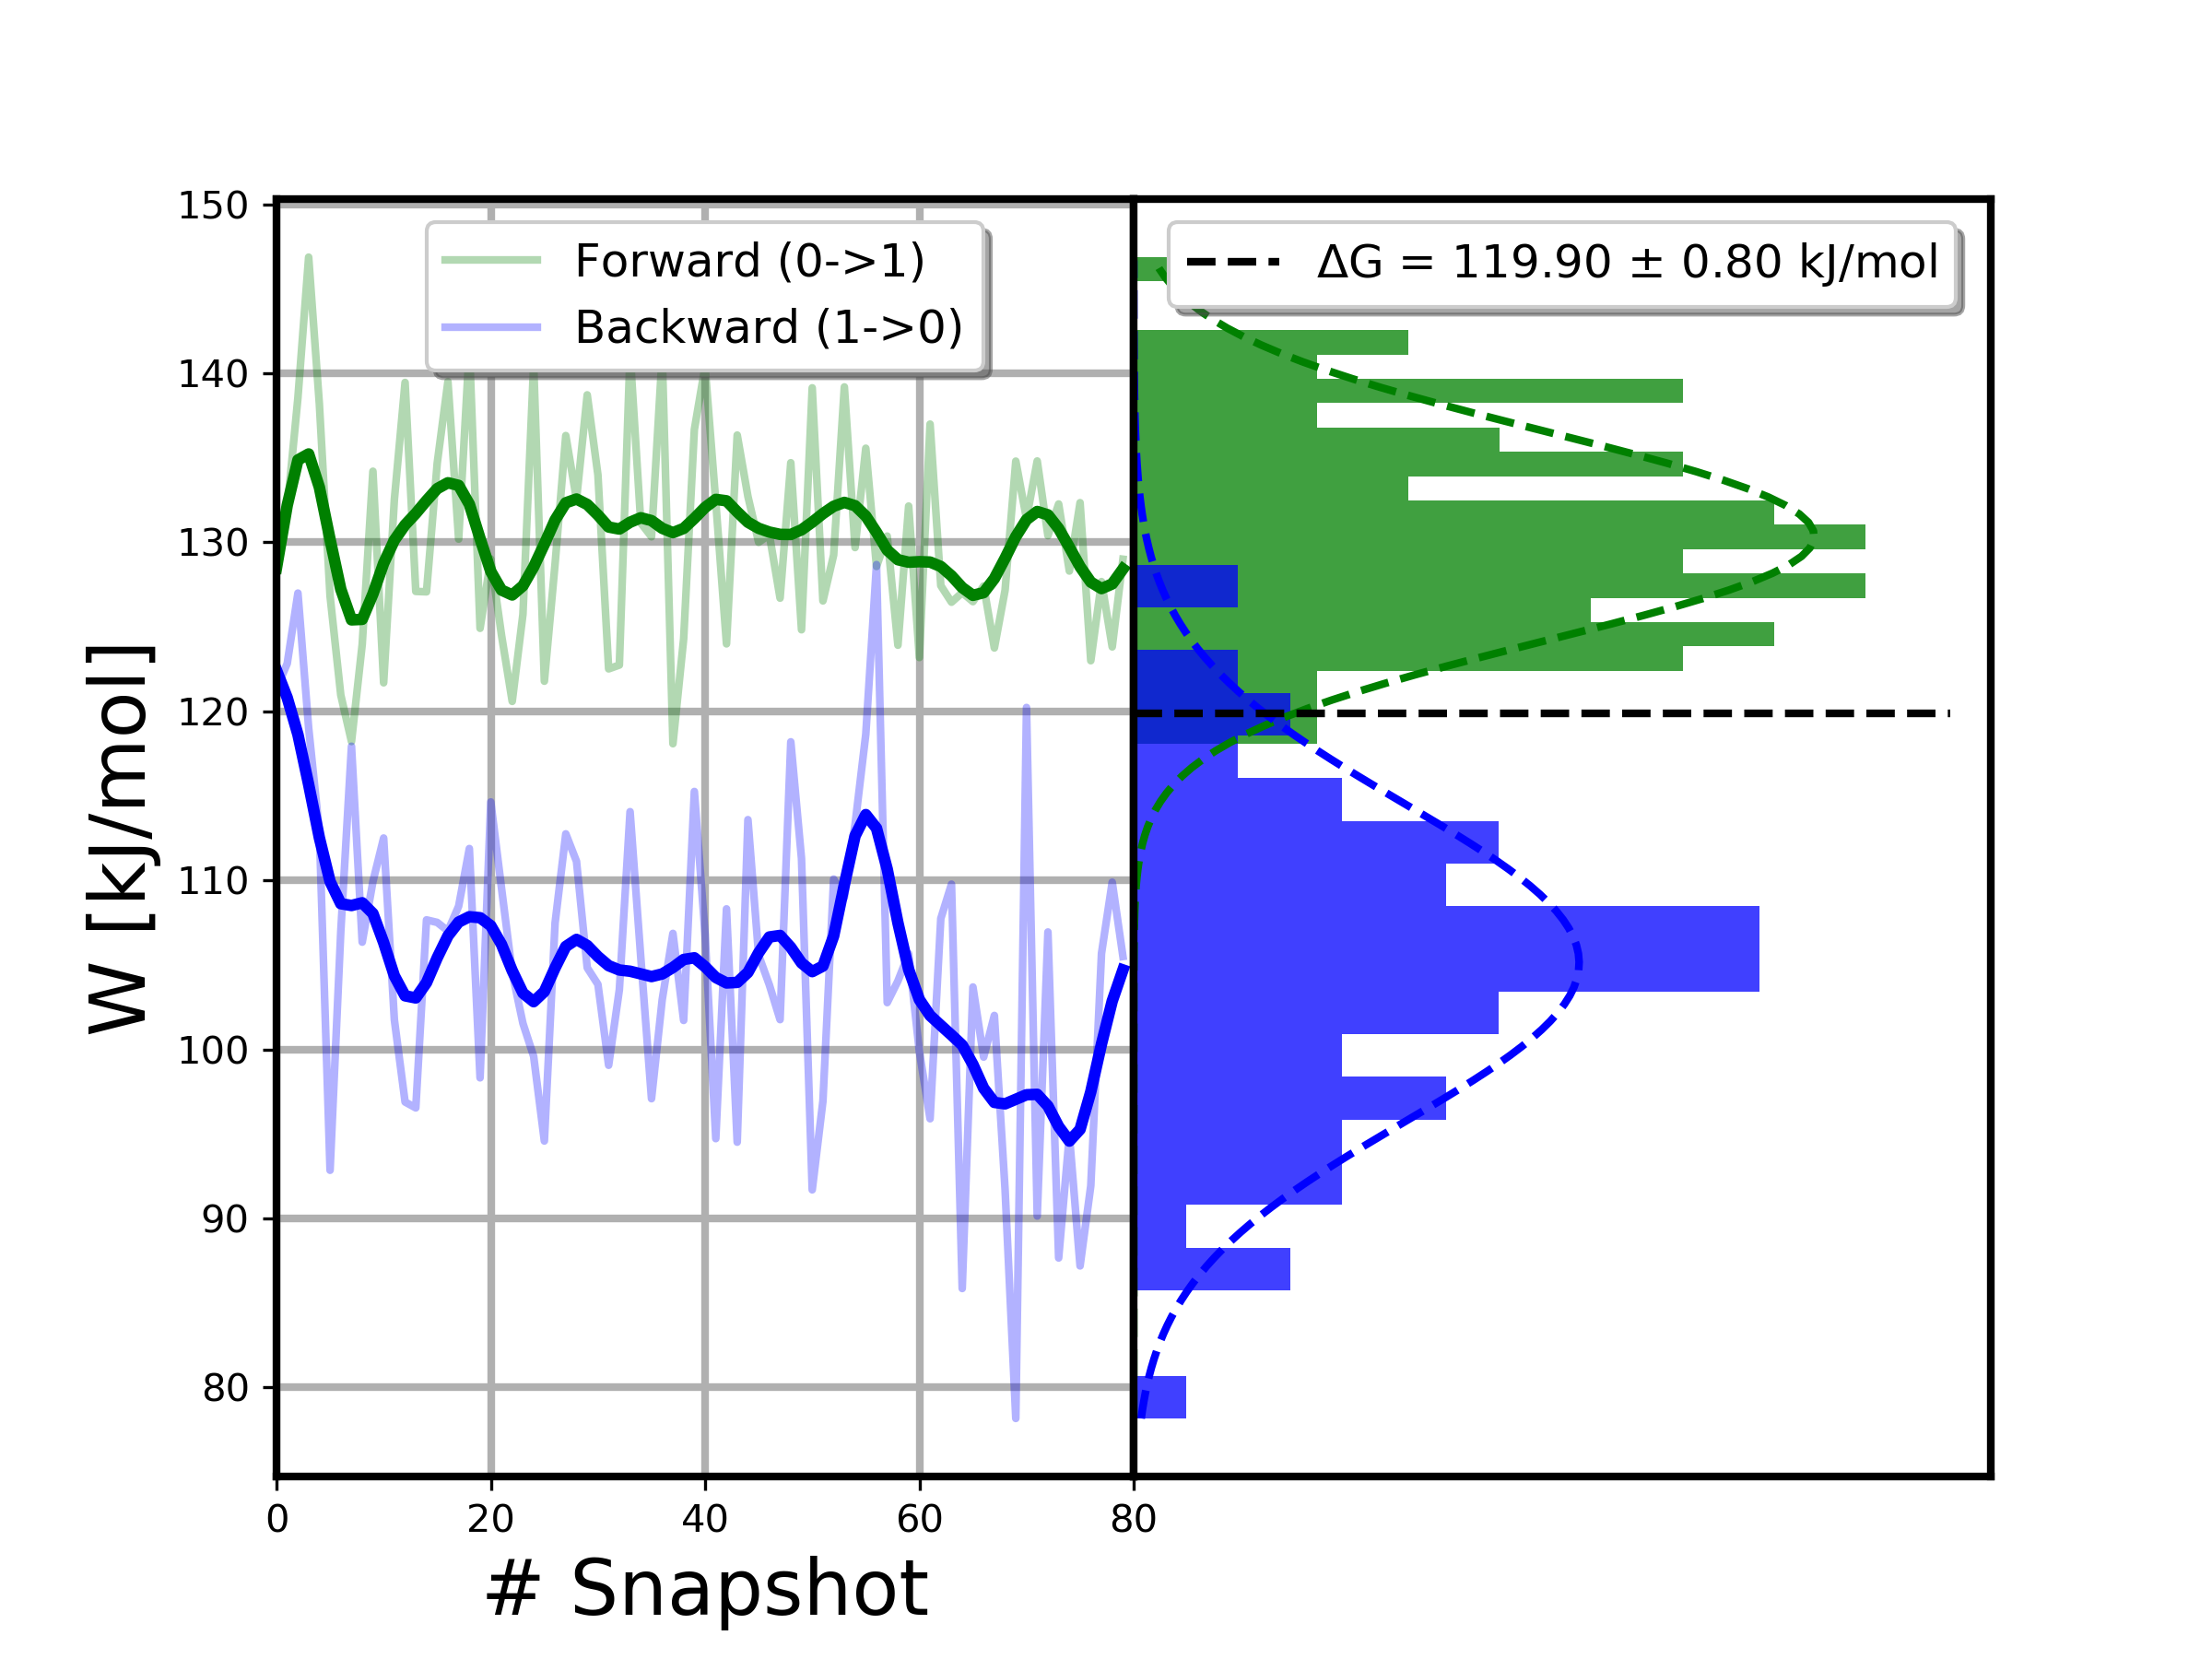 Forward (0->1)
Backward (1->0)
ΔG = 119.90 ± 0.80 kJ/mol
W [kJ/mol]
150
140
130
120
110
100
90
80
0 20 40 60 80
# Snapshot